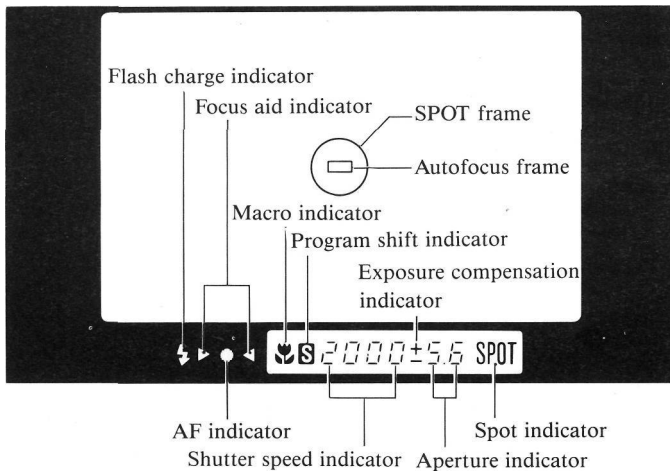 Flash charge indicator
Focus aid indicator
SPOT frame
Autofocus frame
Macro indicator
Program shift indicator
Exposure compensation
indicator
S 2000 ± 5.6 SPOT
AF indicator
Spot indicator
Shutter speed indicator
Aperture indicator